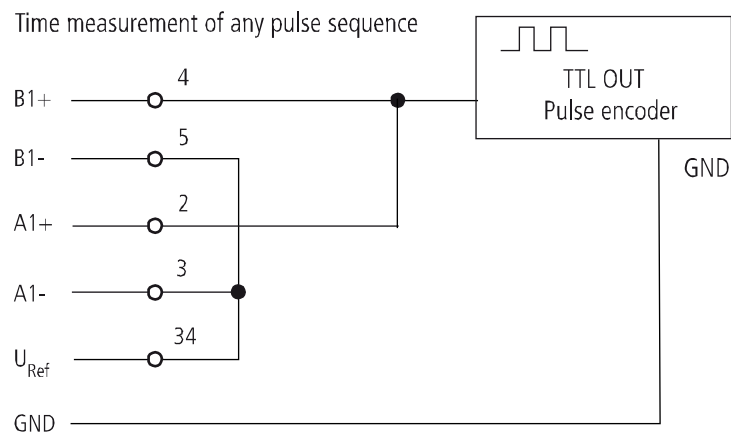 Time measurement of any pulse sequence
TTL OUT
Pulse encoder
GND
B1+ 4
B1- 5
A1+ 2
A1- 3
URef 34
GND